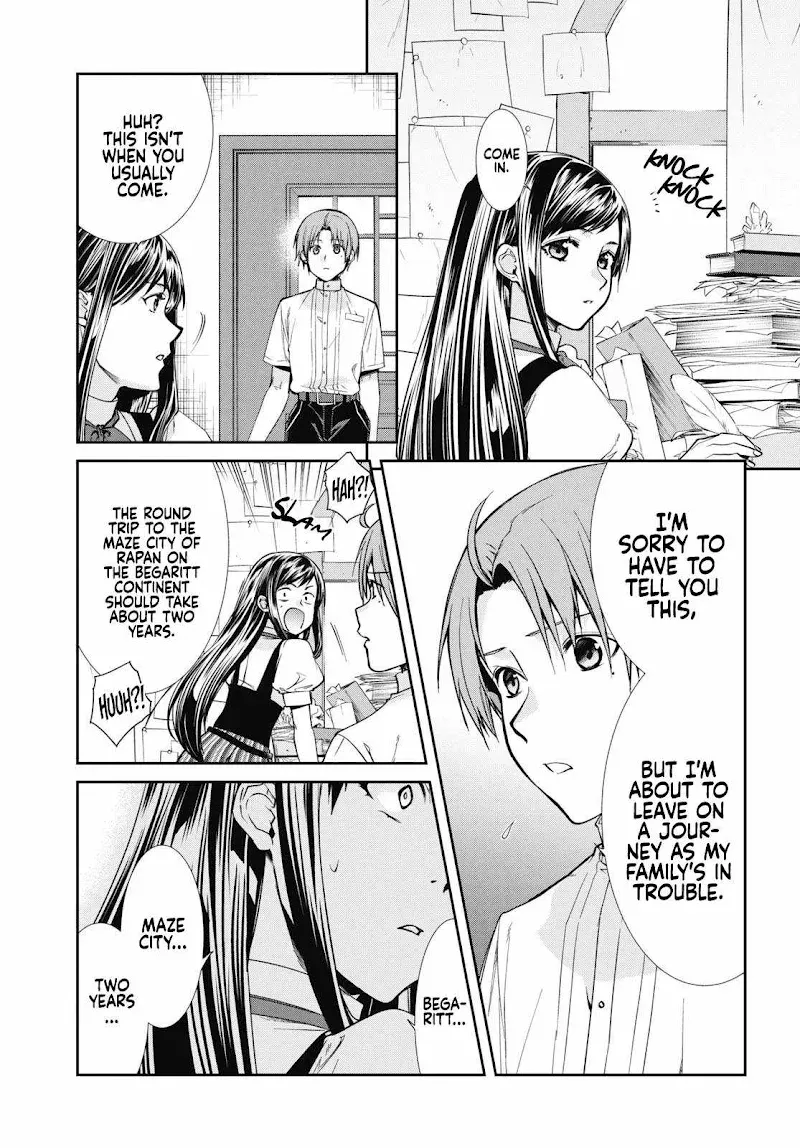 KNOCK
KNOCK
COME
IN.
HUH?
THIS ISN'T
WHEN YOU
USUALLY
COME.
I'M
SORRY TO
HAVE TO
TELL YOU
THIS,
BUT I'M
ABOUT TO
LEAVE ON
A JOUR-
NEY AS MY
FAMILY'S IN
TROUBLE.
HAH?!
SLAM
THE ROUND
TRIP TO THE
MAZE CITY OF
RAPAN ON
THE BEGARITT
CONTINENT
SHOULD TAKE
ABOUT TWO
YEARS.
HUUH?!
BEGA-
RITT...
MAZE
CITY...
TWO
YEARS
...